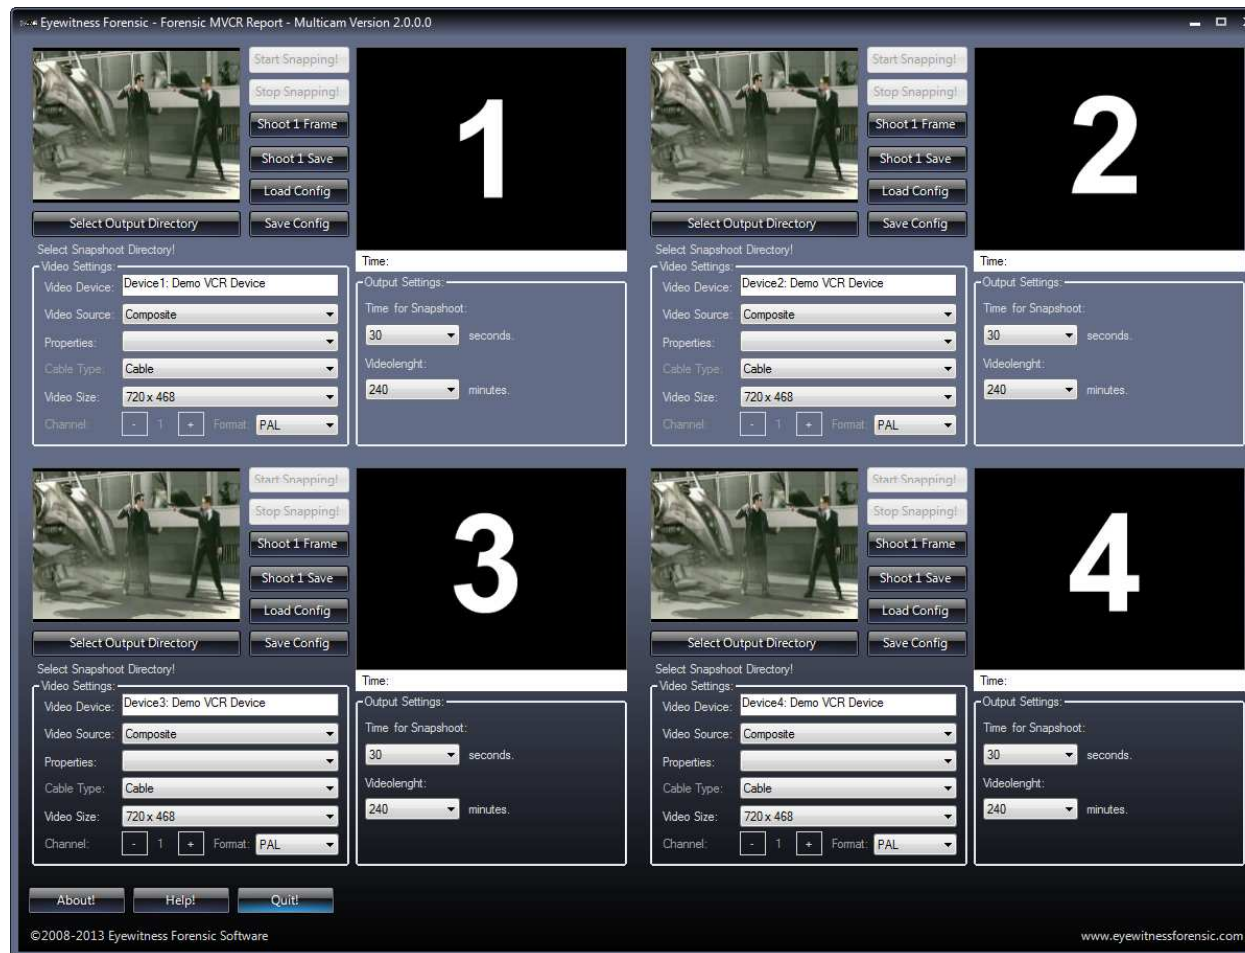 Eyewitness Forensic - Forensic MVCR Report - Multicam Version 2.0.0.0
Start Snapping!
Stop Snapping!
Shoot 1 Frame
Shoot 1 Save
Load Config
Select Output Directory
Save Config
Select Snapshoot Directory!
1
Time:
Video Settings:
Video Device: Device1: Demo VCR Device
Video Source: Composite
Properties:
Cable Type: Cable
Video Size: 720 x 468
Channel: - 1 + Format: PAL
Output Settings:
Time for Snapshoot:
30 seconds.
Videolenght:
240 minutes.
Start Snapping!
Stop Snapping!
Shoot 1 Frame
Shoot 1 Save
Load Config
Select Output Directory
Save Config
Select Snapshoot Directory!
2
Time:
Video Settings:
Video Device: Device2: Demo VCR Device
Video Source: Composite
Properties:
Cable Type: Cable
Video Size: 720 x 468
Channel: - 1 + Format: PAL
Output Settings:
Time for Snapshoot:
30 seconds.
Videolenght:
240 minutes.
Start Snapping!
Stop Snapping!
Shoot 1 Frame
Shoot 1 Save
Load Config
Select Output Directory
Save Config
Select Snapshoot Directory!
3
Time:
Video Settings:
Video Device: Device3: Demo VCR Device
Video Source: Composite
Properties:
Cable Type: Cable
Video Size: 720 x 468
Channel: - 1 + Format: PAL
Output Settings:
Time for Snapshoot:
30 seconds.
Videolenght:
240 minutes.
Start Snapping!
Stop Snapping!
Shoot 1 Frame
Shoot 1 Save
Load Config
Select Output Directory
Save Config
Select Snapshoot Directory!
4
Time:
Video Settings:
Video Device: Device4: Demo VCR Device
Video Source: Composite
Properties:
Cable Type: Cable
Video Size: 720 x 468
Channel: - 1 + Format: PAL
Output Settings:
Time for Snapshoot:
30 seconds.
Videolenght:
240 minutes.
About!
Help!
Quit!
©2008-2013 Eyewitness Forensic Software
www.eyewitnessforensic.com